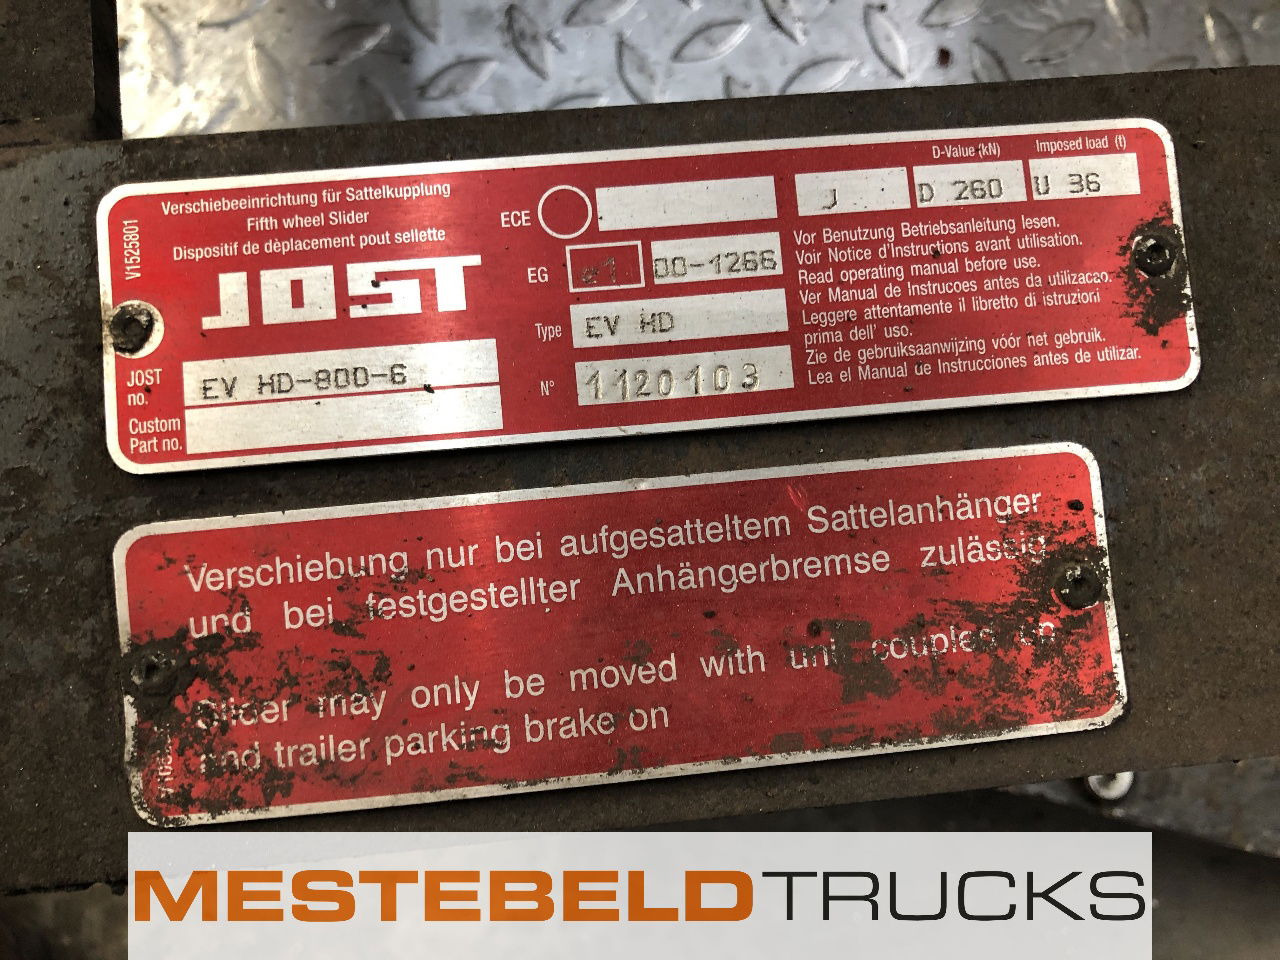 V1525801
Verschiebeeinrichtung für Sattelkupplung
Fifth wheel Slider
Dispositif de dèplacement pout sellette
JOST
JOST no. EV HD-800-6
Custom Part no.
ECE
EG e1 00-1266
Type EV HD
N° 1120103
J
D-Value (kN)
D 260
Imposed load (t)
U 36
Vor Benutzung Betriebsanleitung lesen.
Voir Notice d'Instructions avant utilisation.
Read operating manual before use.
Ver Manual de Instrucoes antes da utilizacao.
Leggere attentamente il libretto di istruzioni
prima dell' uso.
Zie de gebruiksaanwijzing vóór net gebruik.
Lea el Manual de Instrucciones antes de utilizar.
Verschiebung nur bei aufgesatteltem Sattelanhänger
und bei festgestellter Anhängerbremse zulässig
Slider may only be moved with unit coupled on
and trailer parking brake on
MESTEBELDTRUCKS